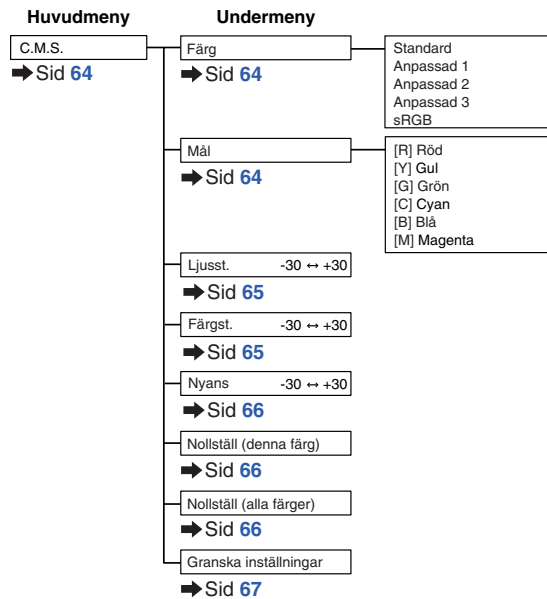 Huvudmeny Undermeny
C.M.S.
➡ Sid 64
Färg
➡ Sid 64
Standard
Anpassad 1
Anpassad 2
Anpassad 3
sRGB
Mål
➡ Sid 64
[R] Röd
[Y] Gul
[G] Grön
[C] Cyan
[B] Blå
[M] Magenta
Ljusst. -30 ↔ +30
➡ Sid 65
Färgst. -30 ↔ +30
➡ Sid 65
Nyans -30 ↔ +30
➡ Sid 66
Nollställ (denna färg)
➡ Sid 66
Nollställ (alla färger)
➡ Sid 66
Granska inställningar
➡ Sid 67